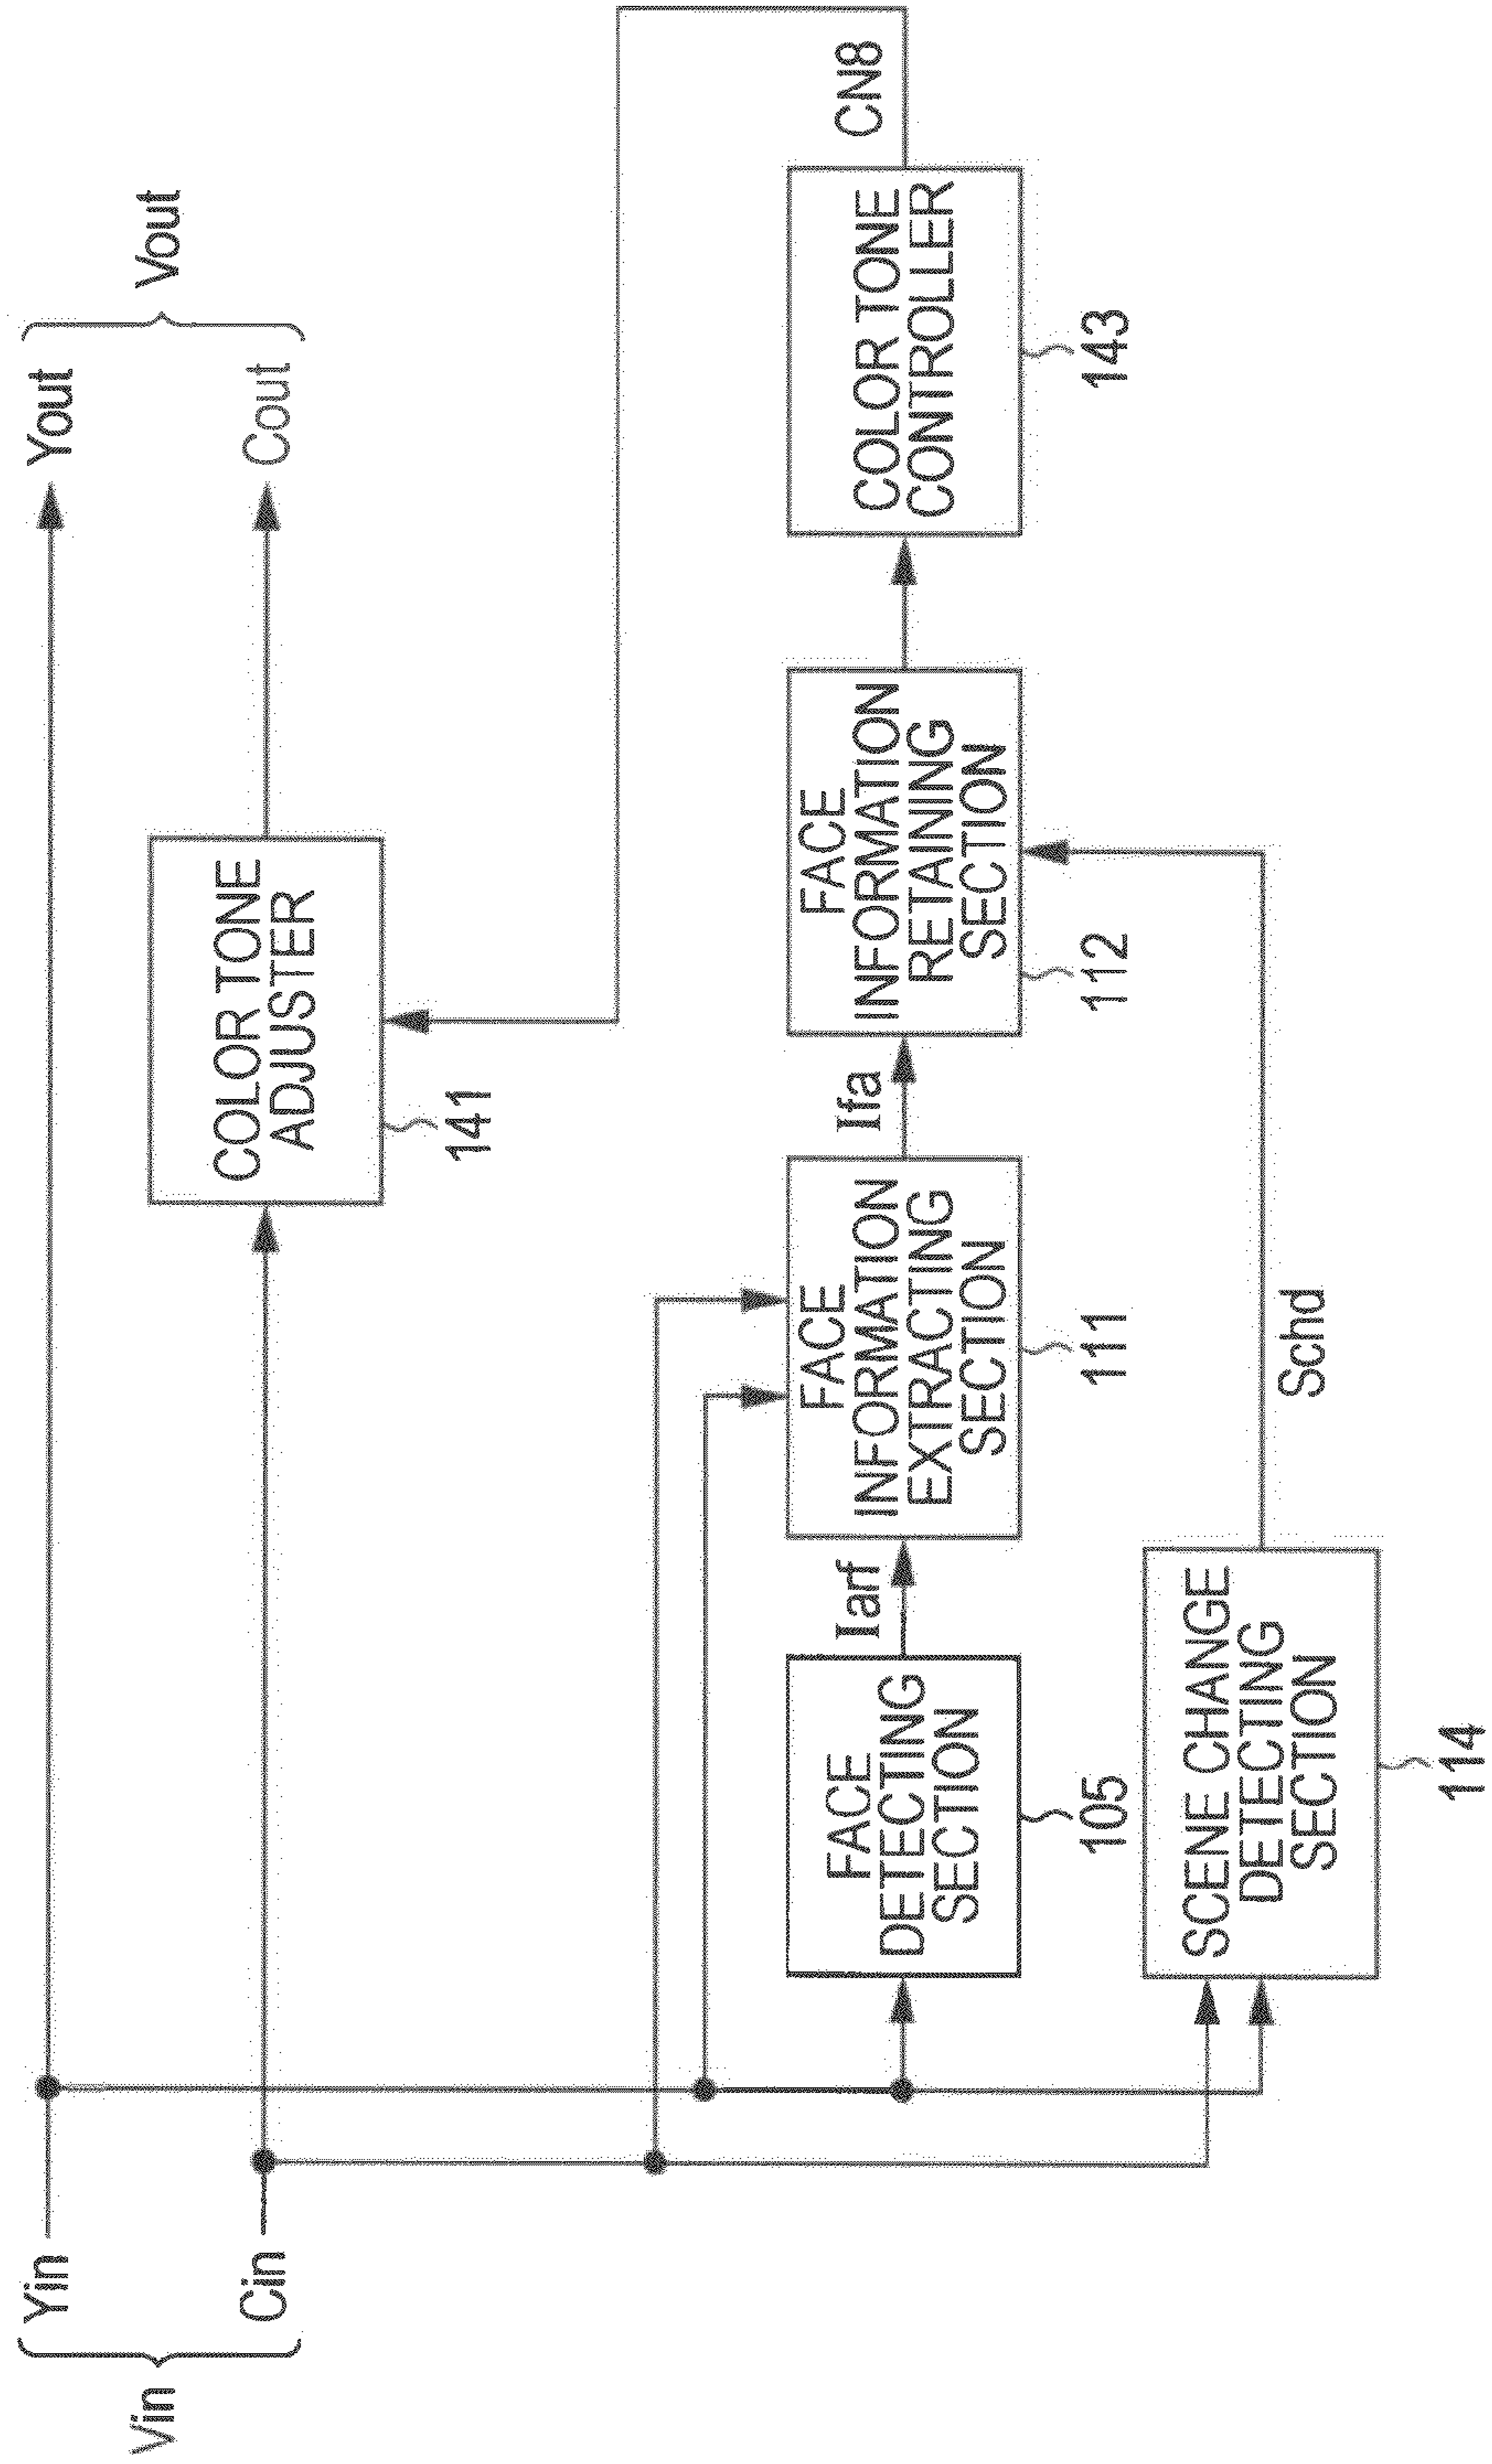 Vin
Yin
Cin
Yout
Cout
Vout
COLOR TONE
ADJUSTER
141
FACE
DETECTING
SECTION
105
Iarf
FACE
INFORMATION
EXTRACTING
SECTION
111
Ifa
FACE
INFORMATION
RETAINING
SECTION
112
COLOR TONE
CONTROLLER
143
CN8
SCENE CHANGE
DETECTING
SECTION
114
Schd